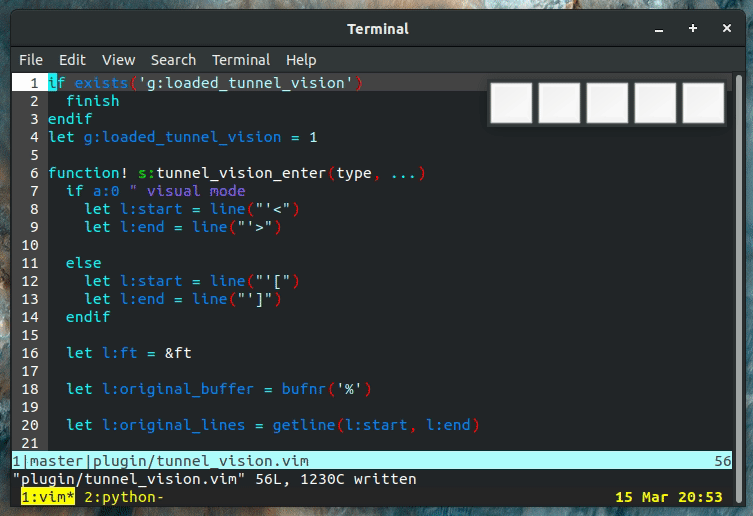 Terminal
File Edit View Search Terminal Help
1 if exists('g:loaded_tunnel_vision')
2   finish
3 endif
4 let g:loaded_tunnel_vision = 1
5
6 function! s:tunnel_vision_enter(type, ...)
7   if a:0 " visual mode
8     let l:start = line("'<")
9     let l:end = line("'>")
10
11   else
12     let l:start = line("'[")
13     let l:end = line("']")
14   endif
15
16   let l:ft = &ft
17
18   let l:original_buffer = bufnr('%')
19
20   let l:original_lines = getline(l:start, l:end)
21
1|master|plugin/tunnel_vision.vim 56
"plugin/tunnel_vision.vim" 56L, 1230C written
1:vim* 2:python- 15 Mar 20:53